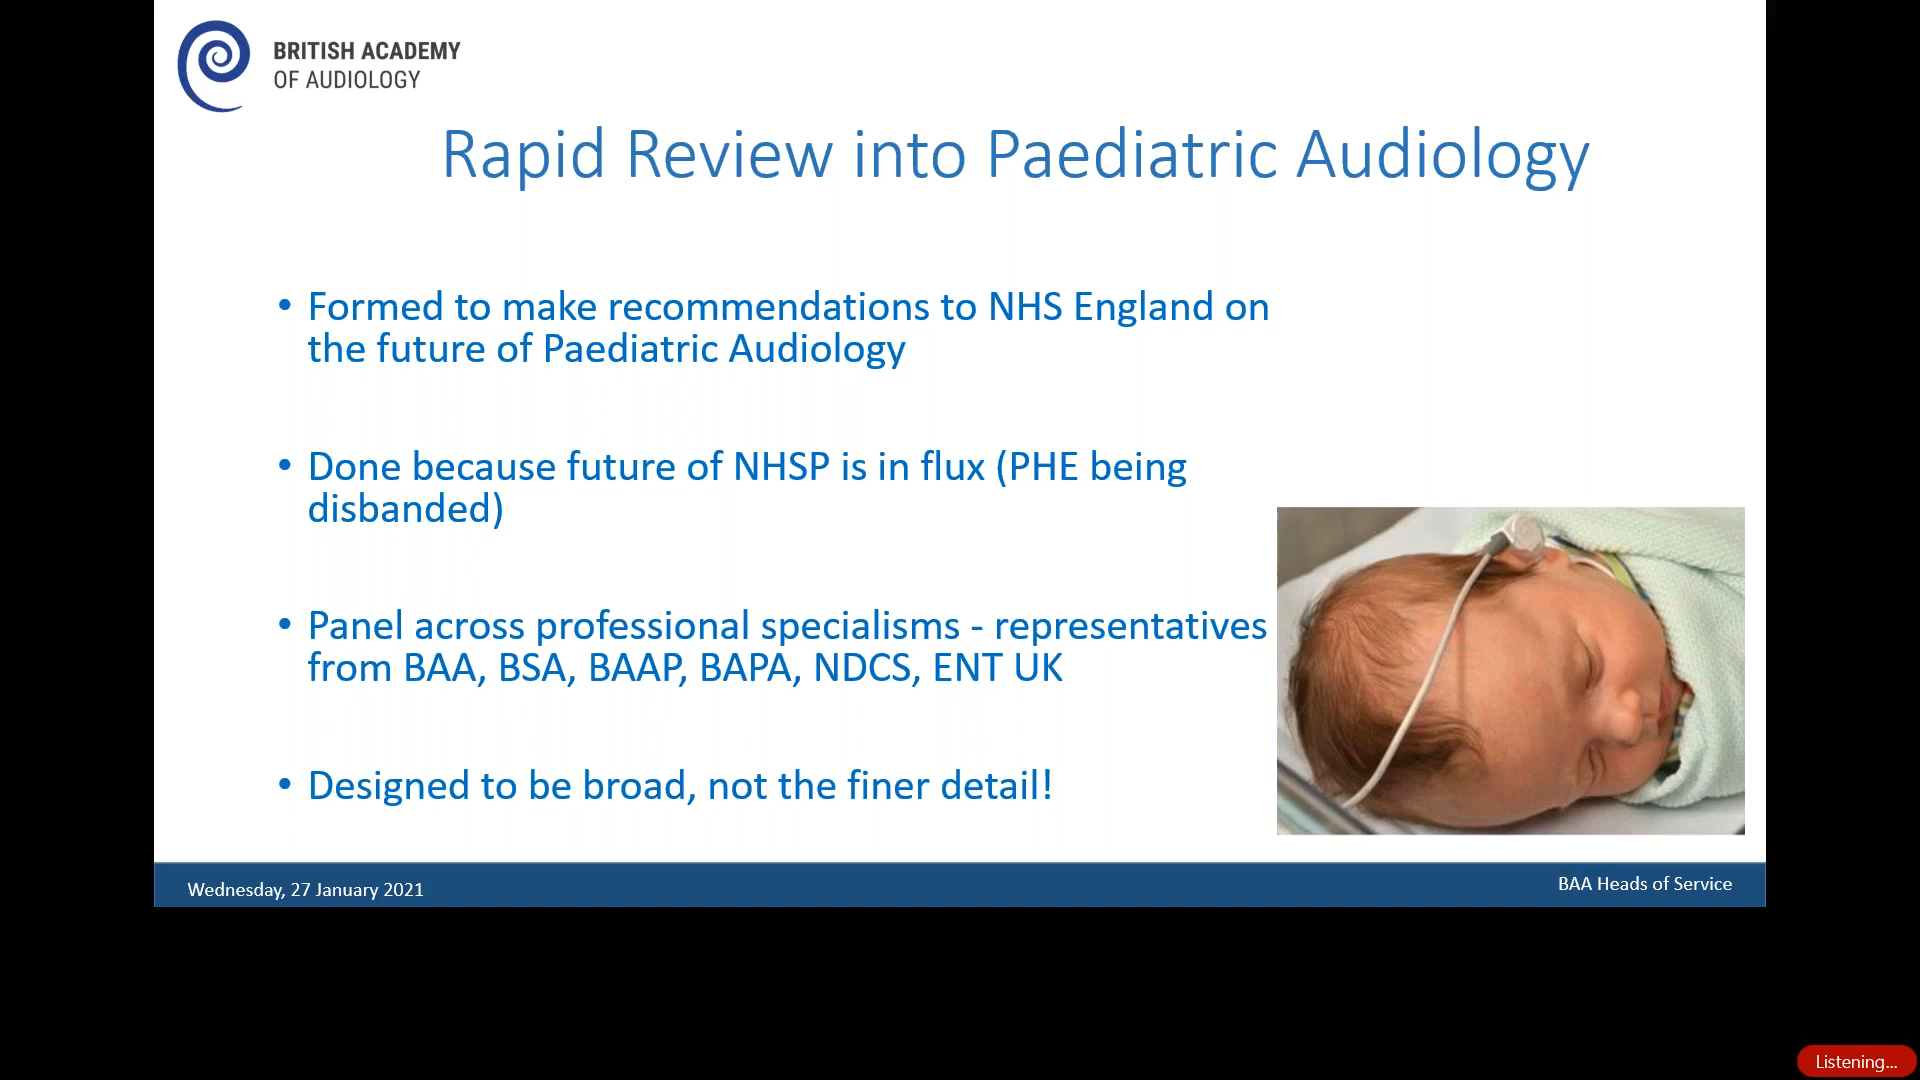 BRITISH ACADEMY
OF AUDIOLOGY
Rapid Review into Paediatric Audiology
• Formed to make recommendations to NHS England on
the future of Paediatric Audiology
• Done because future of NHSP is in flux (PHE being
disbanded)
• Panel across professional specialisms - representatives
from BAA, BSA, BAAP, BAPA, NDCS, ENT UK
• Designed to be broad, not the finer detail!
Wednesday, 27 January 2021
BAA Heads of Service
Listening...